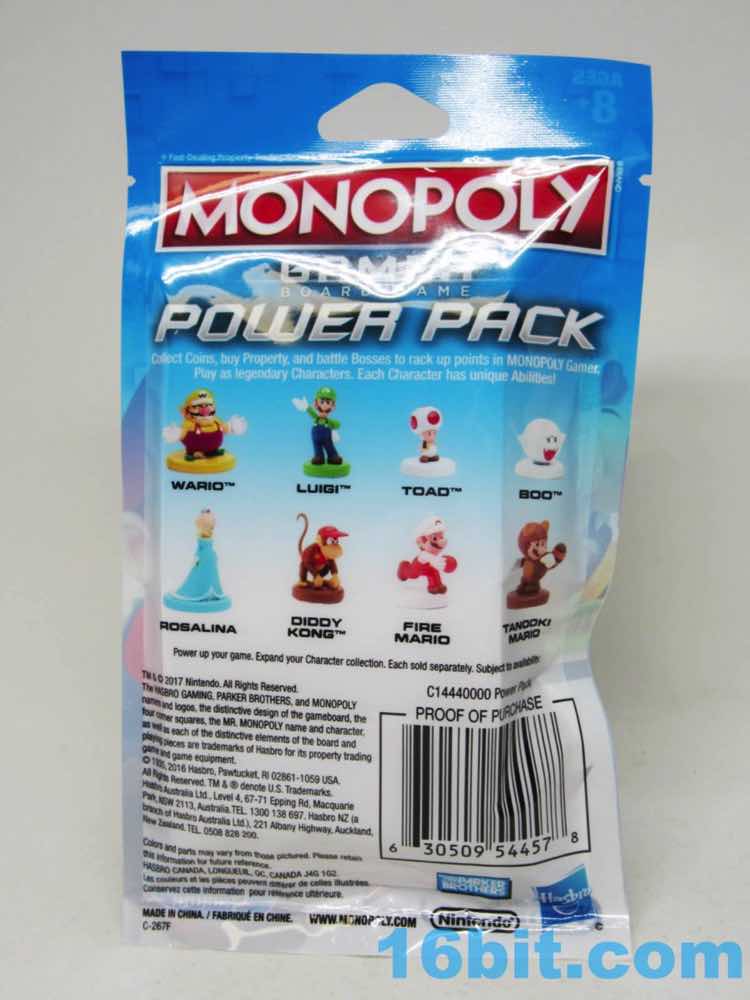 230A
+8
MONOPOLY
GAMER
BOARD GAME
POWER PACK
Collect Coins, buy Property, and battle Bosses to rack up points in MONOPOLY Gamer.
Play as legendary Characters. Each Character has unique Abilities!
WARIO™ LUIGI™ TOAD™ BOO™
ROSALINA DIDDY KONG™ FIRE MARIO TANOOKI MARIO
Power up your game. Expand your Character collection. Each sold separately. Subject to availability.
TM & © 2017 Nintendo. All Rights Reserved.
The HASBRO GAMING, PARKER BROTHERS, and MONOPOLY
names and logos, the distinctive design of the gameboard, the
four corner squares, the MR. MONOPOLY name and character,
as well as each of the distinctive elements of the board and
playing pieces are trademarks of Hasbro for its property trading
game and game equipment.
© 1935, 2016 Hasbro, Pawtucket, RI 02861-1059 USA.
All Rights Reserved. TM & ® denote U.S. Trademarks.
Hasbro Australia Ltd., Level 4, 67-71 Epping Rd, Macquarie
Park, NSW 2113, Australia.TEL. 1300 138 697. Hasbro NZ (a
branch of Hasbro Australia Ltd.), 221 Albany Highway, Auckland,
New Zealand. TEL. 0508 828 200.
C14440000 Power Pack
PROOF OF PURCHASE
6 30509 54457 8
Colors and parts may vary from those pictured. Please retain
this information for future reference.
HASBRO CANADA, LONGUEUIL, QC, CANADA J4G 1G2.
Les couleurs et les pièces peuvent différer de celles illustrées.
Conservez cette information pour référence ultérieure.
PARKER
BROTHERS
Hasbro
MADE IN CHINA. / FABRIQUÉ EN CHINE. WWW.MONOPOLY.COM Nintendo
C-267F
16bit.com